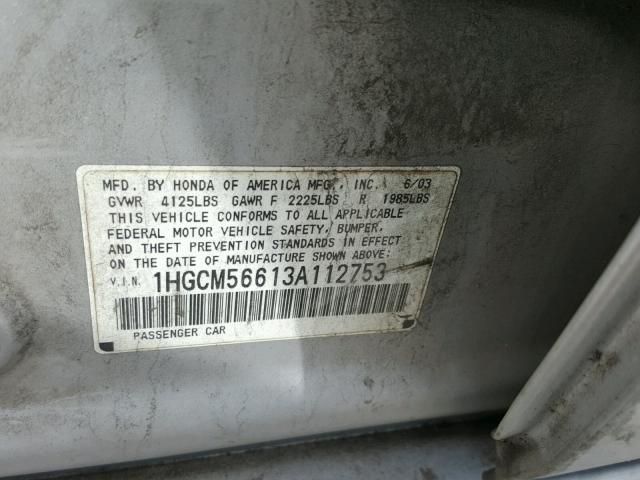 MFD. BY HONDA OF AMERICA MFG., INC. 6/03
GVWR 4125LBS GAWR F 2225LBS R 1985LBS
THIS VEHICLE CONFORMS TO ALL APPLICABLE
FEDERAL MOTOR VEHICLE SAFETY, BUMPER,
AND THEFT PREVENTION STANDARDS IN EFFECT
ON THE DATE OF MANUFACTURE SHOWN ABOVE:
V.I.N. 1HGCM56613A112753
PASSENGER CAR